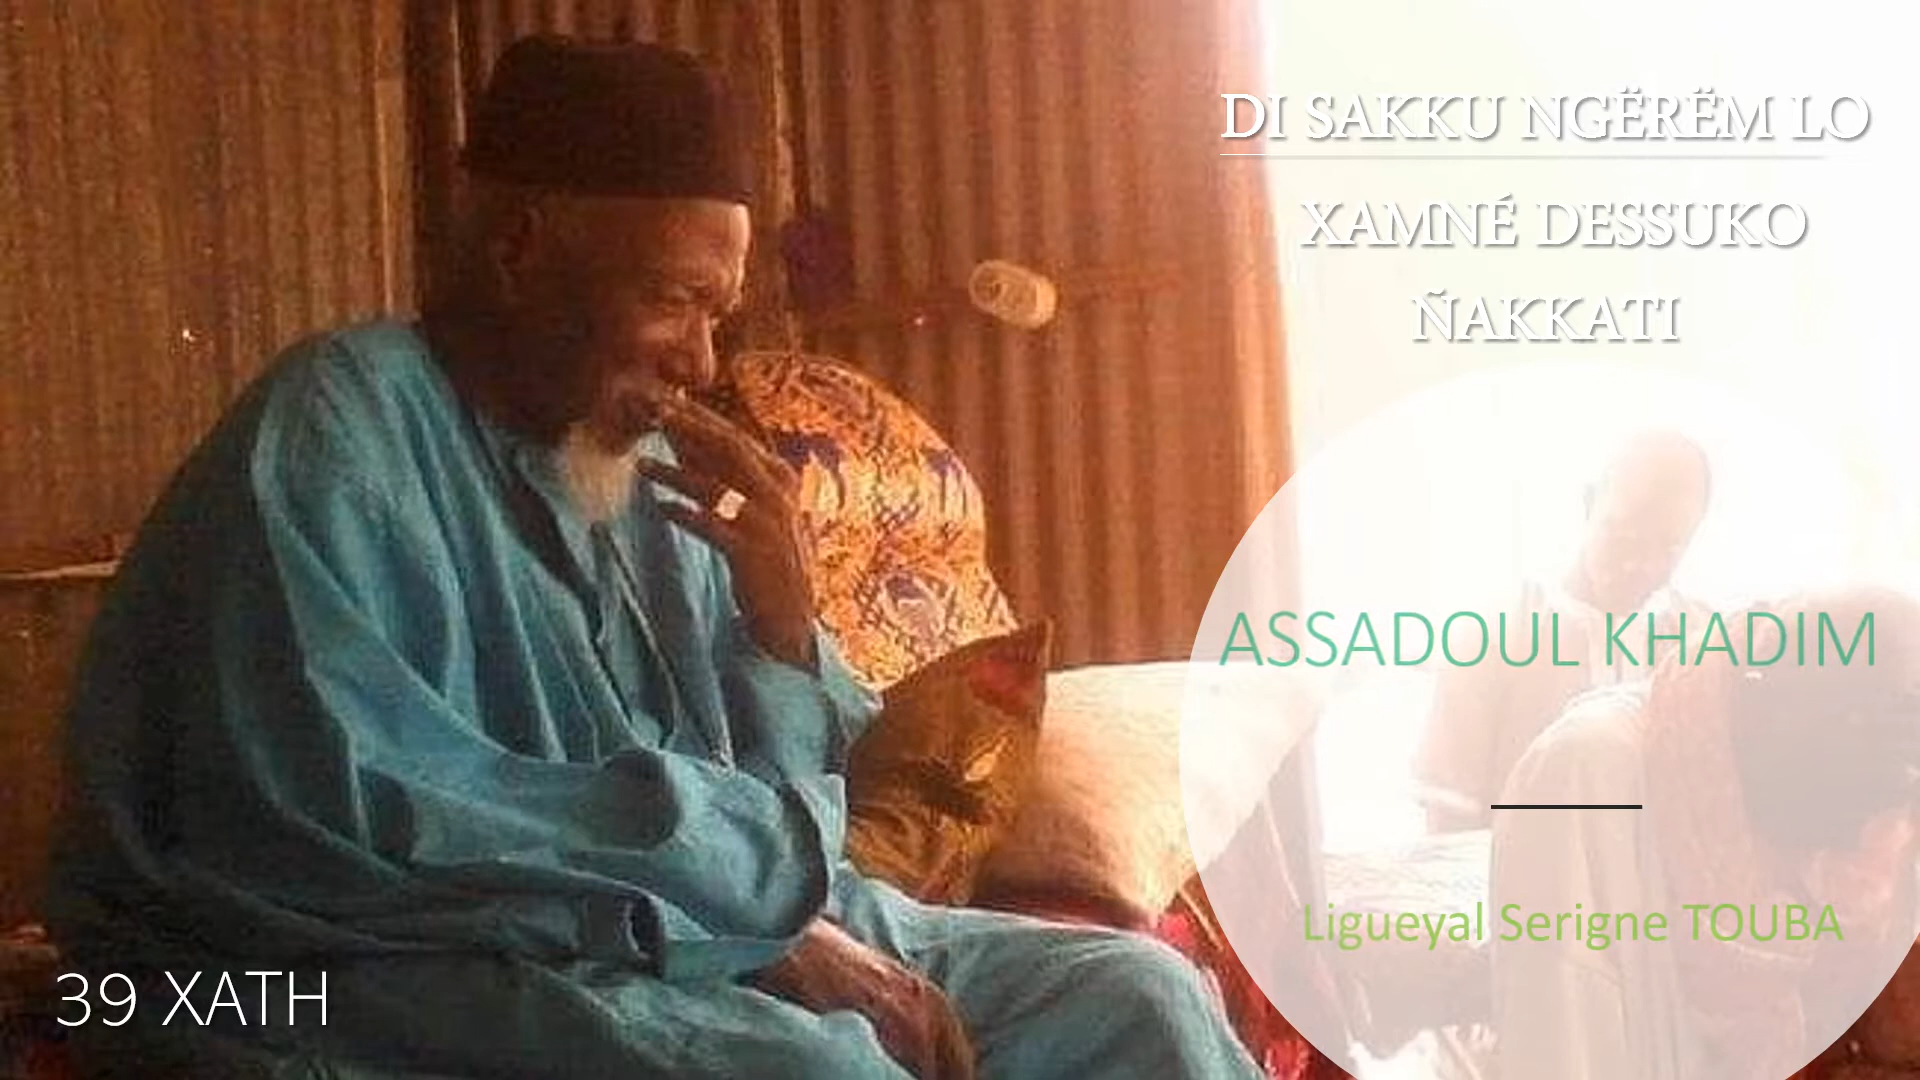 DI SAKKU NGËRËM LO
XAMNÉ DESSUKO
ÑAKKATI
ASSADOUL KHADIM
Ligueyal Serigne TOUBA
39 XATH